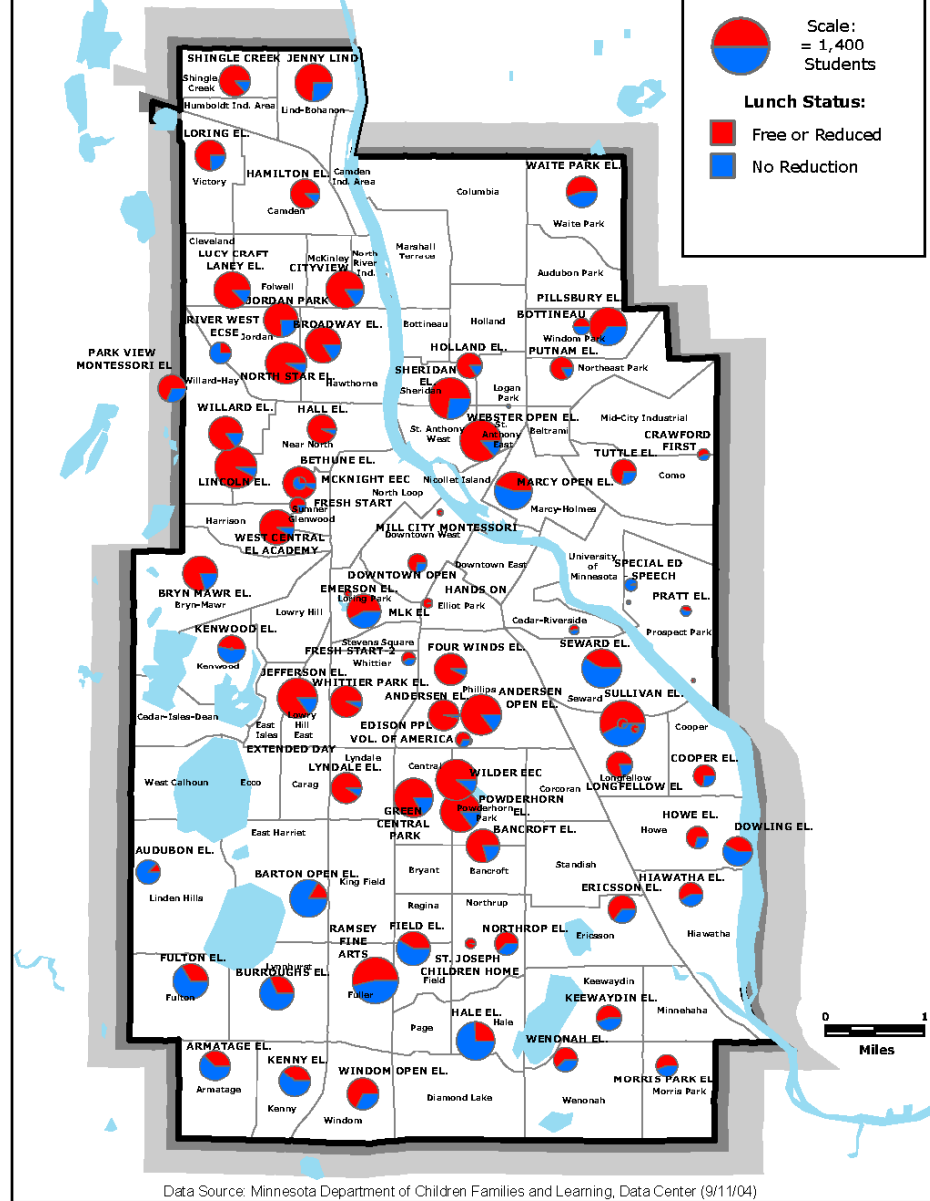 Scale:
= 1,400
Students
Lunch Status:
Free or Reduced
No Reduction
SHINGLE CREEK
JENNY LIND
Shingle
Creek
Humboldt Ind. Area
Lind-Bohanon
LORING EL.
Victory
HAMILTON EL.
Camden
Camden
Ind. Area
WAITE PARK EL.
Columbia
Waite Park
Cleveland
LUCY CRAFT
LANEY EL.
Folwell
McKinley
CITYVIEW
North
River
Ind.
Marshall
Terrace
Audubon Park
JORDAN PARK
PILLSBURY EL.
RIVER WEST
ECSE
Jordan
BROADWAY EL.
Bottineau
Holland
BOTTINEAU
Windom Park
PARK VIEW
MONTESSORI EL
Willard-Hay
NORTH STAR EL.
Hawthorne
HOLLAND EL.
PUTNAM EL.
Northeast Park
SHERIDAN
EL.
Sheridan
Logan
Park
WILLARD EL.
HALL EL.
Near North
WEBSTER OPEN EL.
St. Anthony
West
St.
Anthony
East
Beltrami
Mid-City Industrial
CRAWFORD
FIRST
TUTTLE EL.
Como
BETHUNE EL.
LINCOLN EL.
MCKNIGHT EEC
North Loop
Nicollet Island
MARCY OPEN EL.
Marcy-Holmes
FRESH START
Sumner
Glenwood
Harrison
WEST CENTRAL
EL ACADEMY
MILL CITY MONTESSORI
Downtown West
Downtown East
University
of
Minnesota
SPECIAL ED
SPEECH
DOWNTOWN OPEN
BRYN MAWR EL.
Bryn-Mawr
EMERSON EL.
Loring Park
HANDS ON
Elliot Park
MLK EL
PRATT EL.
Prospect Park
Lowry Hill
Cedar-Riverside
KENWOOD EL.
Kenwood
Stevens Square
FRESH START-2
Whittier
FOUR WINDS EL.
SEWARD EL.
Seward
JEFFERSON EL.
WHITTIER PARK EL.
Phillips
ANDERSEN EL.
ANDERSEN
OPEN EL.
SULLIVAN EL.
Cedar-Isles-Dean
East
Isles
Lowry
Hill
East
EDISON PPL
VOL. OF AMERICA
Cooper
EXTENDED DAY
Lyndale
LYNDALE EL.
West Calhoun
Ecco
Carag
Central
WILDER EEC
Corcoran
Longfellow
LONGFELLOW EL
COOPER EL.
GREEN
CENTRAL
PARK
POWDERHORN
EL.
Powderhorn
Park
East Harriet
BANCROFT EL.
Bancroft
HOWE EL.
Howe
DOWLING EL.
AUDUBON EL.
Linden Hills
BARTON OPEN EL.
King Field
Bryant
Standish
HIAWATHA EL.
ERICSSON EL.
Regina
Northrup
Ericsson
Hiawatha
RAMSEY
FINE
ARTS
FIELD EL.
NORTHROP EL.
ST. JOSEPH
CHILDREN HOME
Field
FULTON EL.
Fulton
Lynnhurst
BURROUGHS EL.
Fuller
Keewaydin
KEEWAYDIN EL.
Minnehaha
HALE EL.
Hale
Page
WENONAH EL.
Wenonah
0 1
Miles
ARMATAGE EL.
Armatage
KENNY EL.
Kenny
WINDOM OPEN EL.
Windom
Diamond Lake
MORRIS PARK EL
Morris Park
Data Source: Minnesota Department of Children Families and Learning, Data Center (9/11/04)